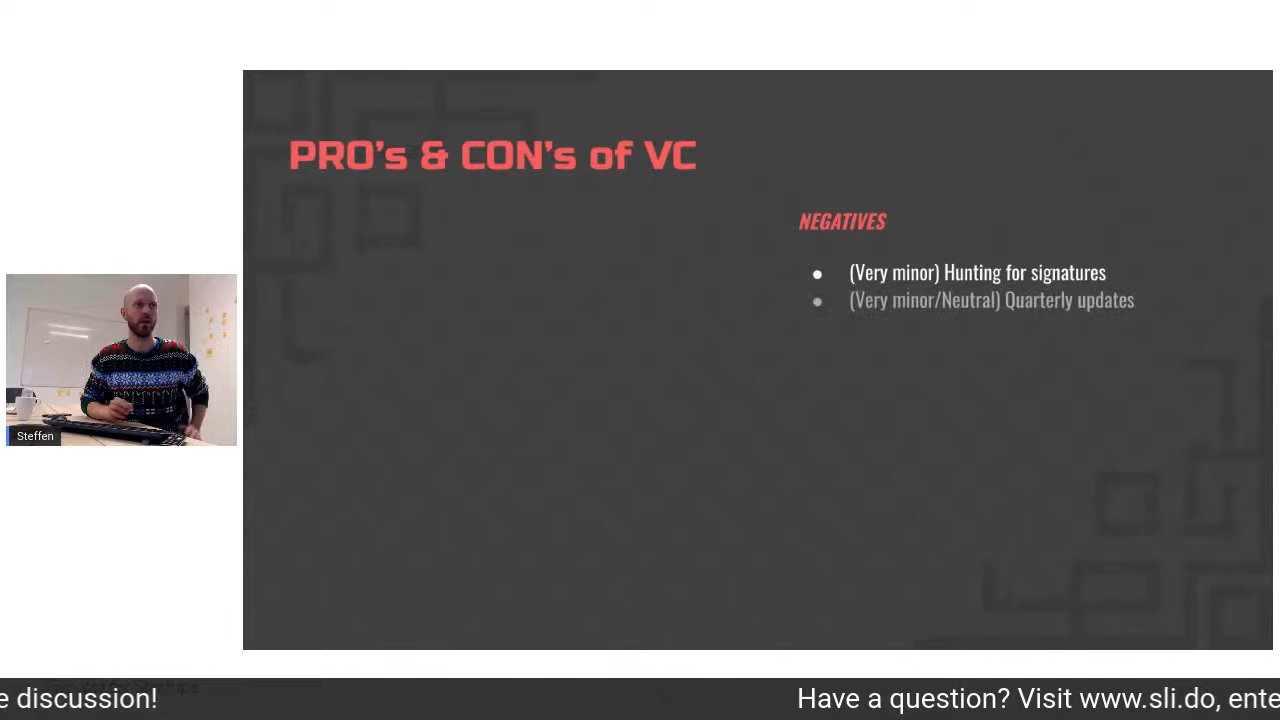 PRO's & CON's of VC
NEGATIVES
● (Very minor) Hunting for signatures
● (Very minor/Neutral) Quarterly updates
Steffen
e discussion!
Have a question? Visit www.sli.do, ente